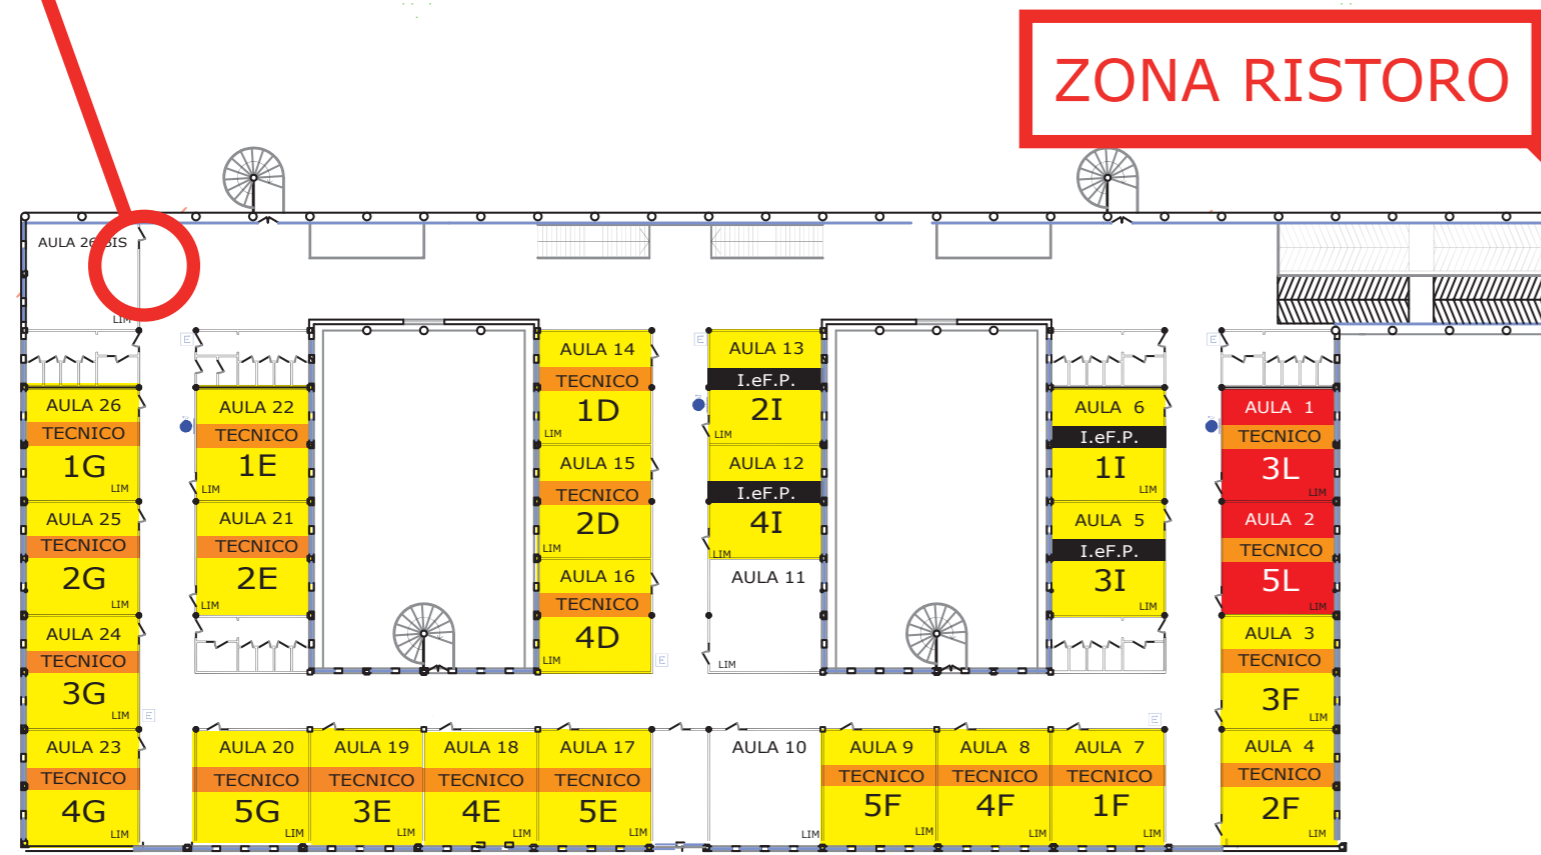 ZONA RISTORO
AULA 26 BIS
LIM
AULA 26
TECNICO
1G
LIM
AULA 25
TECNICO
2G
LIM
AULA 24
TECNICO
3G
LIM
AULA 23
TECNICO
4G
LIM
E
AULA 22
TECNICO
1E
LIM
AULA 21
TECNICO
2E
LIM
E
AULA 20
TECNICO
5G
LIM
AULA 19
TECNICO
3E
LIM
AULA 18
TECNICO
4E
LIM
AULA 17
TECNICO
5E
LIM
AULA 14
TECNICO
1D
LIM
AULA 15
TECNICO
2D
LIM
AULA 16
TECNICO
4D
LIM
E
E
AULA 13
I.eF.P.
2I
LIM
AULA 12
I.eF.P.
4I
LIM
AULA 11
LIM
AULA 10
LIM
AULA 9
TECNICO
5F
LIM
AULA 8
TECNICO
4F
LIM
AULA 7
TECNICO
1F
LIM
E
AULA 6
I.eF.P.
1I
LIM
AULA 5
I.eF.P.
3I
LIM
E
AULA 1
TECNICO
3L
LIM
AULA 2
TECNICO
5L
LIM
AULA 3
TECNICO
3F
LIM
AULA 4
TECNICO
2F
LIM